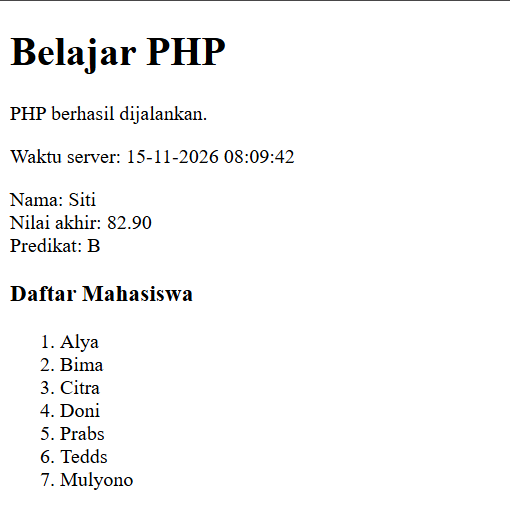 Belajar PHP
PHP berhasil dijalankan.
Waktu server: 15-11-2026 08:09:42
Nama: Siti
Nilai akhir: 82.90
Predikat: B
Daftar Mahasiswa
1. Alya
2. Bima
3. Citra
4. Doni
5. Prabs
6. Tedds
7. Mulyono